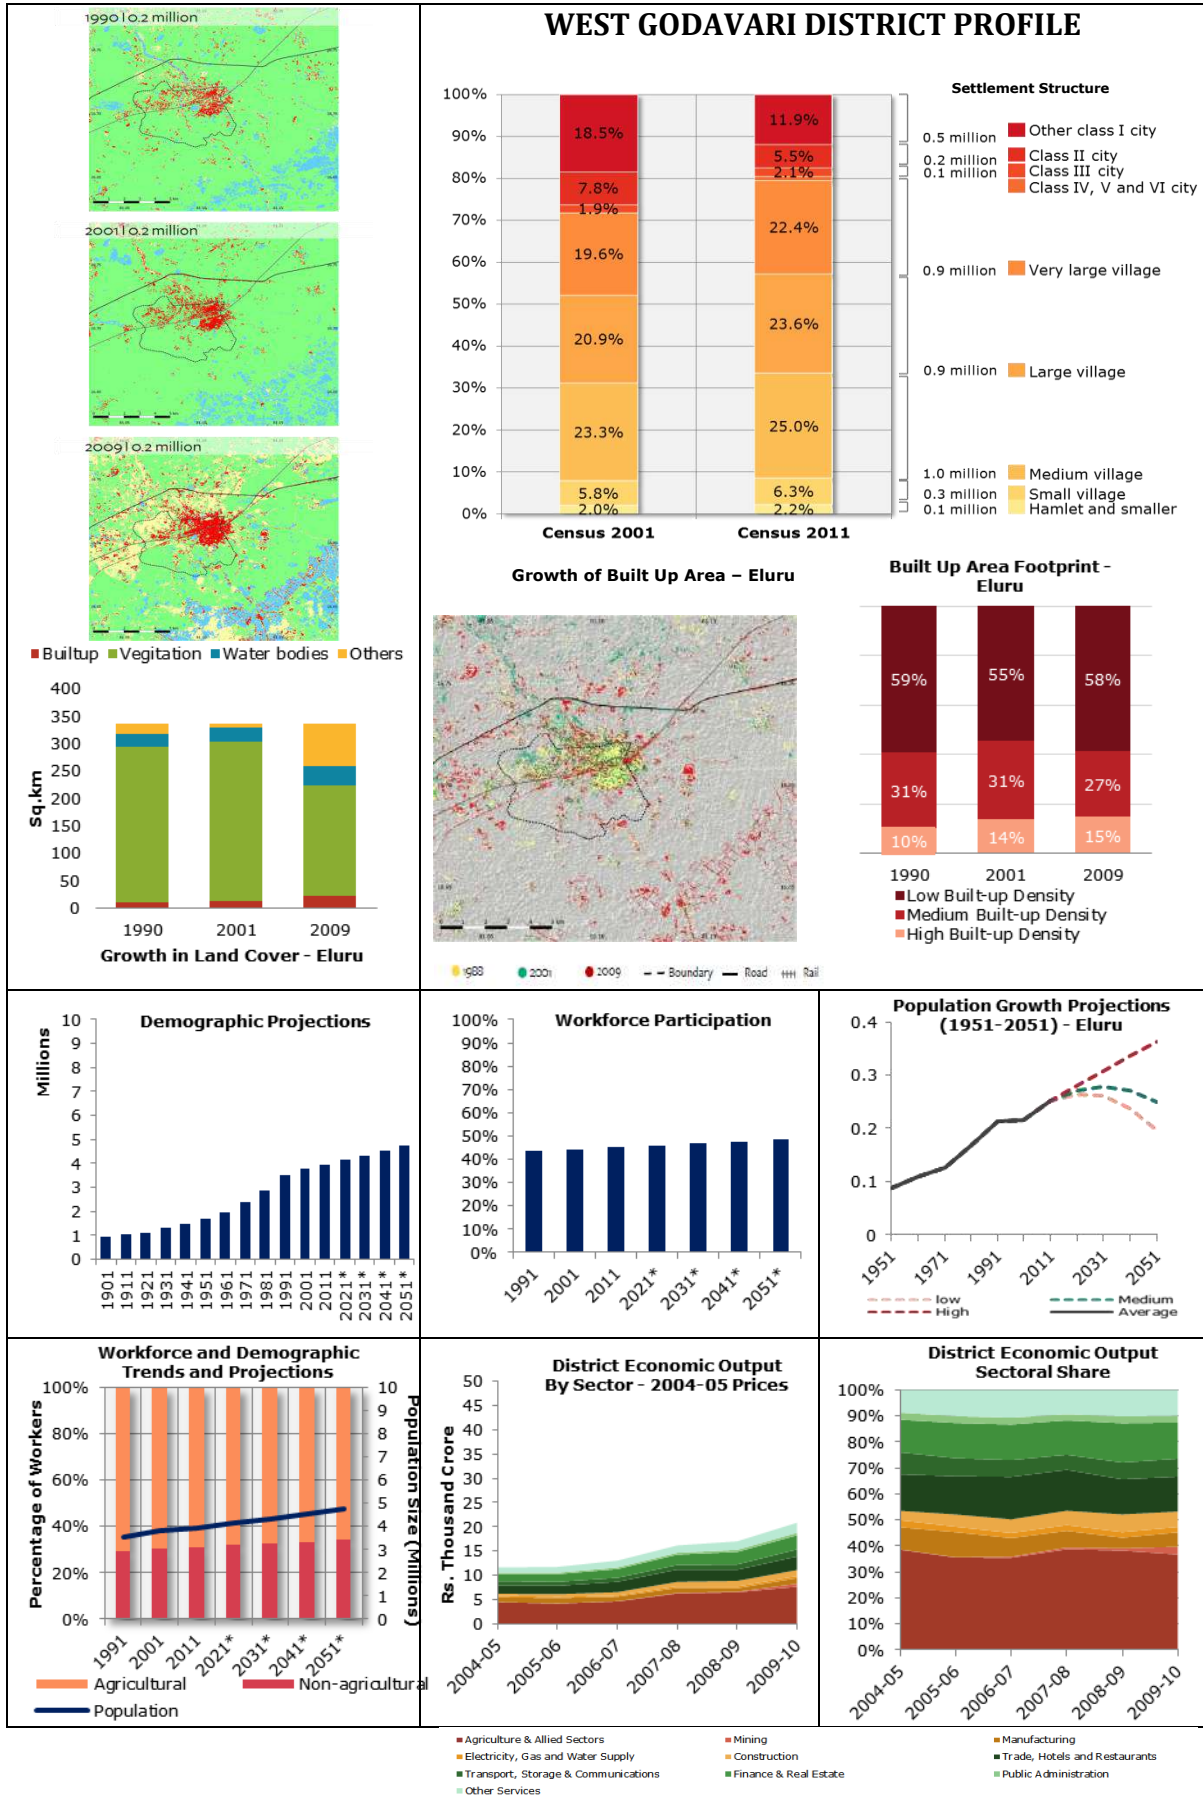 WEST GODAVARI DISTRICT PROFILE
1990 | 0.2 million
2001 | 0.2 million
2009 | 0.2 million
Builtup Vegitation Water bodies Others
400
350
300
250
200
150
100
50
0
Sq.km
1990 2001 2009
Growth in Land Cover - Eluru
Settlement Structure
100%
90%
80%
70%
60%
50%
40%
30%
20%
10%
0%
18.5%
7.8%
1.9%
19.6%
20.9%
23.3%
5.8%
2.0%
11.9%
5.5%
2.1%
22.4%
23.6%
25.0%
6.3%
2.2%
Census 2001 Census 2011
0.5 million Other class I city
0.2 million Class II city
0.1 million Class III city
Class IV, V and VI city
0.9 million Very large village
0.9 million Large village
1.0 million Medium village
0.3 million Small village
0.1 million Hamlet and smaller
Growth of Built Up Area – Eluru
1988 2001 2009 Boundary Road Rail
Built Up Area Footprint -
Eluru
59% 55% 58%
31% 31% 27%
10% 14% 15%
1990 2001 2009
Low Built-up Density
Medium Built-up Density
High Built-up Density
Demographic Projections
Millions
10
9
8
7
6
5
4
3
2
1
0
1901 1911 1921 1931 1941 1951 1961 1971 1981 1991 2001 2011 2021* 2031* 2041* 2051*
Workforce Participation
100%
90%
80%
70%
60%
50%
40%
30%
20%
10%
0%
1991 2001 2011 2021* 2031* 2041* 2051*
Population Growth Projections
(1951-2051) - Eluru
0.4
0.3
0.2
0.1
0
1951 1971 1991 2011 2031 2051
low Medium
High Average
Workforce and Demographic
Trends and Projections
Percentage of Workers
100%
80%
60%
40%
20%
0%
10
9
8
7
6
5
4
3
2
1
0
Population Size (Millions)
1991 2001 2011 2021* 2031* 2041* 2051*
Agricultural Non-agricultural
Population
District Economic Output
By Sector - 2004-05 Prices
Rs. Thousand Crore
50
45
40
35
30
25
20
15
10
5
0
2004-05 2005-06 2006-07 2007-08 2008-09 2009-10
District Economic Output
Sectoral Share
100%
90%
80%
70%
60%
50%
40%
30%
20%
10%
0%
2004-05 2005-06 2006-07 2007-08 2008-09 2009-10
Agriculture & Allied Sectors Mining Manufacturing
Electricity, Gas and Water Supply Construction Trade, Hotels and Restaurants
Transport, Storage & Communications Finance & Real Estate Public Administration
Other Services